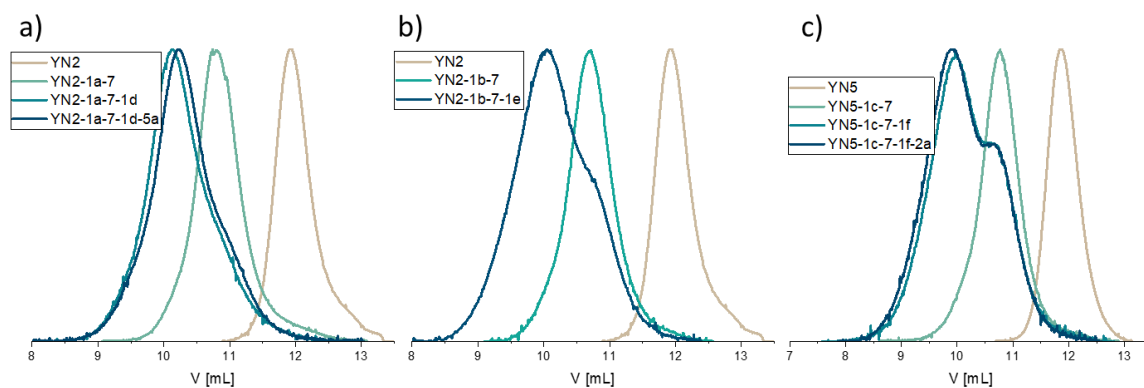 a)
YN2
YN2-1a-7
YN2-1a-7-1d
YN2-1a-7-1d-5a
8 9 10 11 12 13
V [mL]
b)
YN2
YN2-1b-7
YN2-1b-7-1e
8 9 10 11 12 13
V [mL]
c)
YN5
YN5-1c-7
YN5-1c-7-1f
YN5-1c-7-1f-2a
7 8 9 10 11 12 13
V [mL]